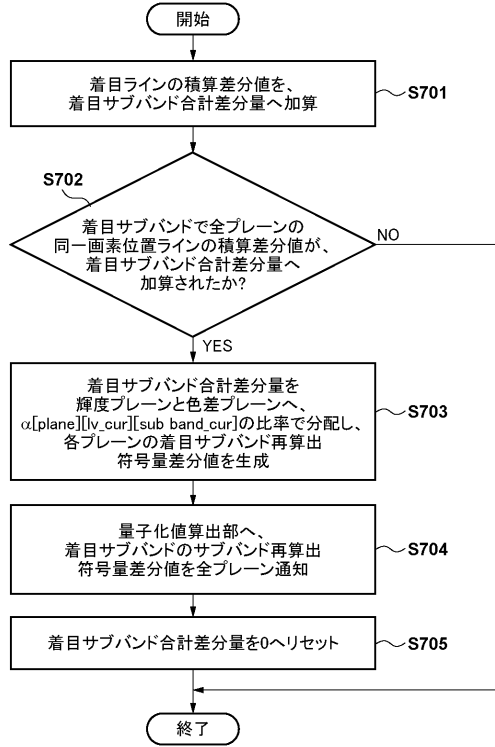 開始
着目ラインの積算差分値を、
着目サブバンド合計差分量へ加算
S701
S702
着目サブバンドで全プレーンの
同一画素位置ラインの積算差分値が、
着目サブバンド合計差分量へ
加算されたか?
NO
YES
着目サブバンド合計差分量を
輝度プレーンと色差プレーンへ、
α[plane][lv_cur][sub band_cur]の比率で分配し、
各プレーンの着目サブバンド再算出
符号量差分値を生成
S703
量子化値算出部へ、
着目サブバンドのサブバンド再算出
符号量差分値を全プレーン通知
S704
着目サブバンド合計差分量を0へリセット
S705
終了